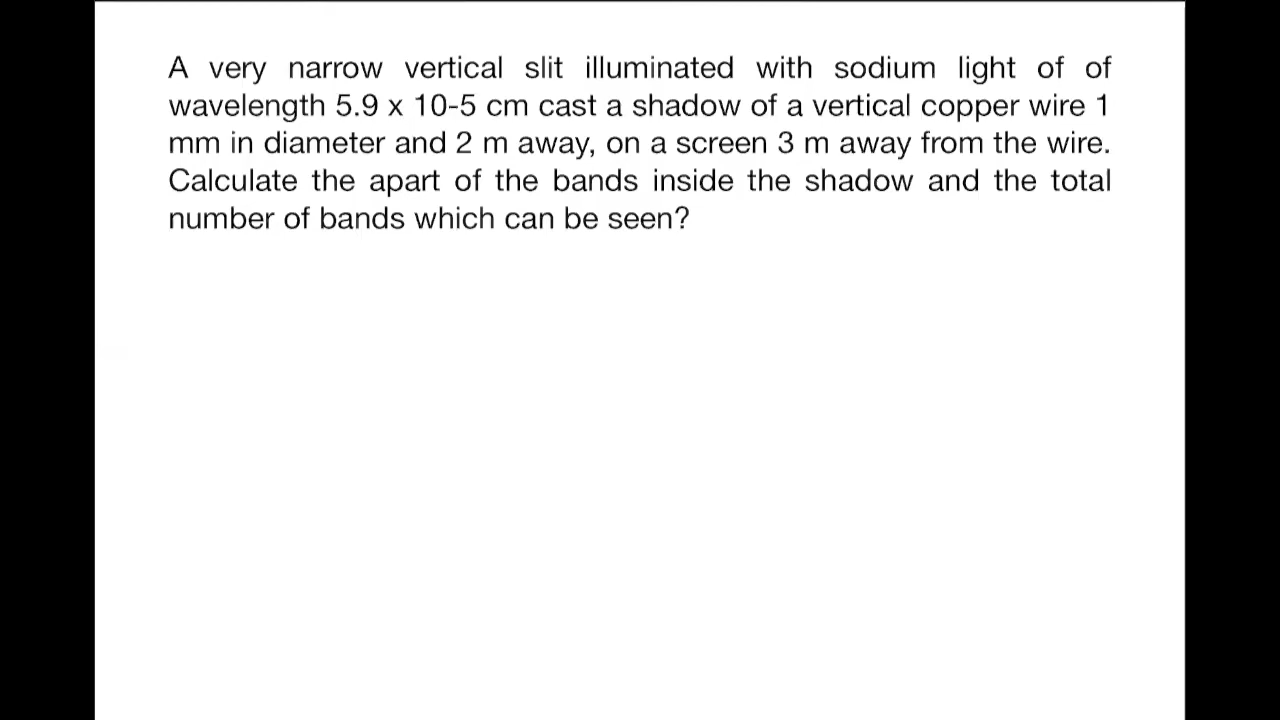 A very narrow vertical slit illuminated with sodium light of of
wavelength 5.9 x 10-5 cm cast a shadow of a vertical copper wire 1
mm in diameter and 2 m away, on a screen 3 m away from the wire.
Calculate the apart of the bands inside the shadow and the total
number of bands which can be seen?